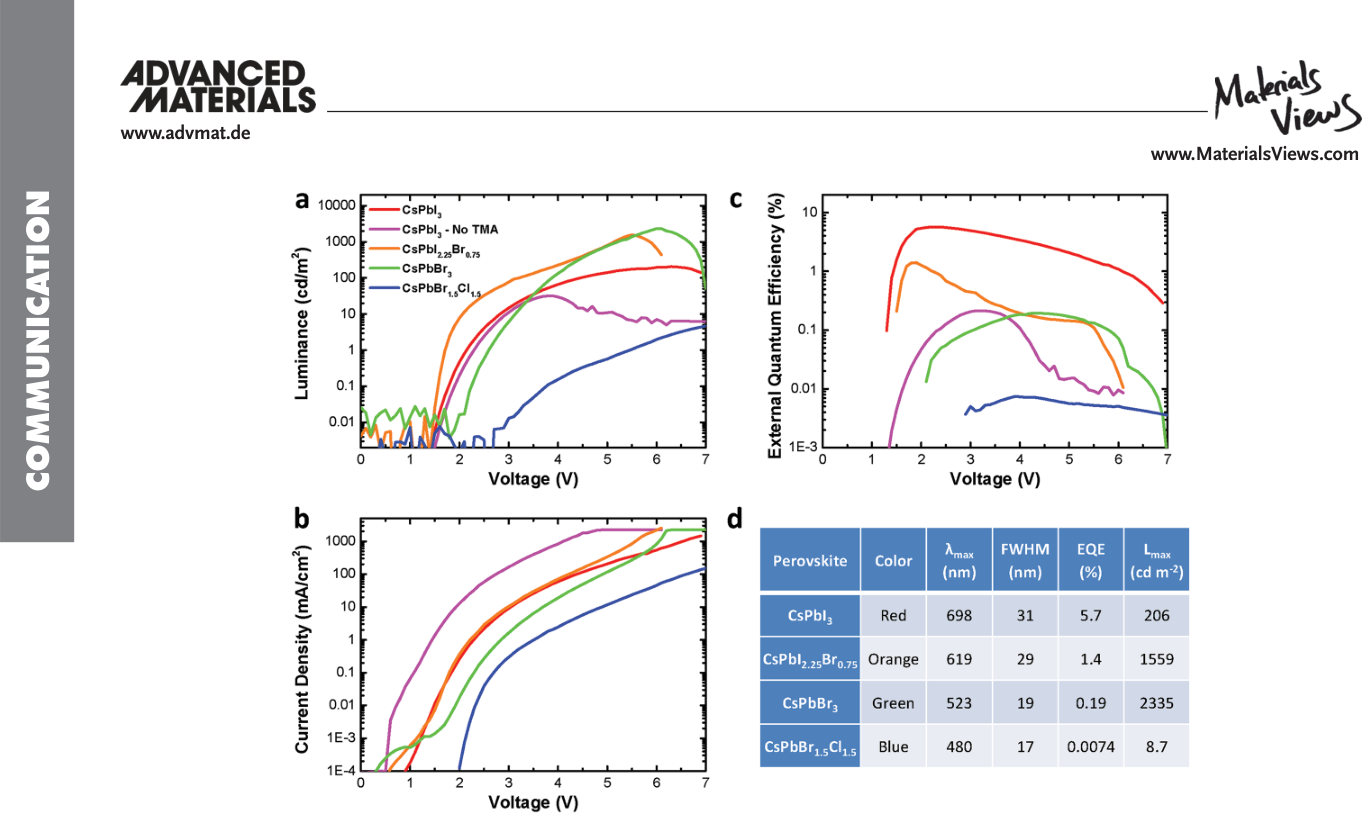 COMMUNICATION
ADVANCED
MATERIALS
www.advmat.de
Materials
Views
www.MaterialsViews.com
a
10000
1000
100
10
1
0.1
0.01
Luminance (cd/m²)
CsPbI₃
CsPbI₃ - No TMA
CsPbI₂.₂₅Br₀.₇₅
CsPbBr₃
CsPbBr₁.₅Cl₁.₅
0 1 2 3 4 5 6 7
Voltage (V)
c
External Quantum Efficiency (%)
10
1
0.1
0.01
1E-3
0 1 2 3 4 5 6 7
Voltage (V)
b
Current Density (mA/cm²)
1000
100
10
1
0.1
0.01
1E-3
1E-4
0 1 2 3 4 5 6 7
Voltage (V)
d
Perovskite Color λmax (nm) FWHM (nm) EQE (%) Lmax (cd m⁻²)
CsPbI₃ Red 698 31 5.7 206
CsPbI₂.₂₅Br₀.₇₅ Orange 619 29 1.4 1559
CsPbBr₃ Green 523 19 0.19 2335
CsPbBr₁.₅Cl₁.₅ Blue 480 17 0.0074 8.7